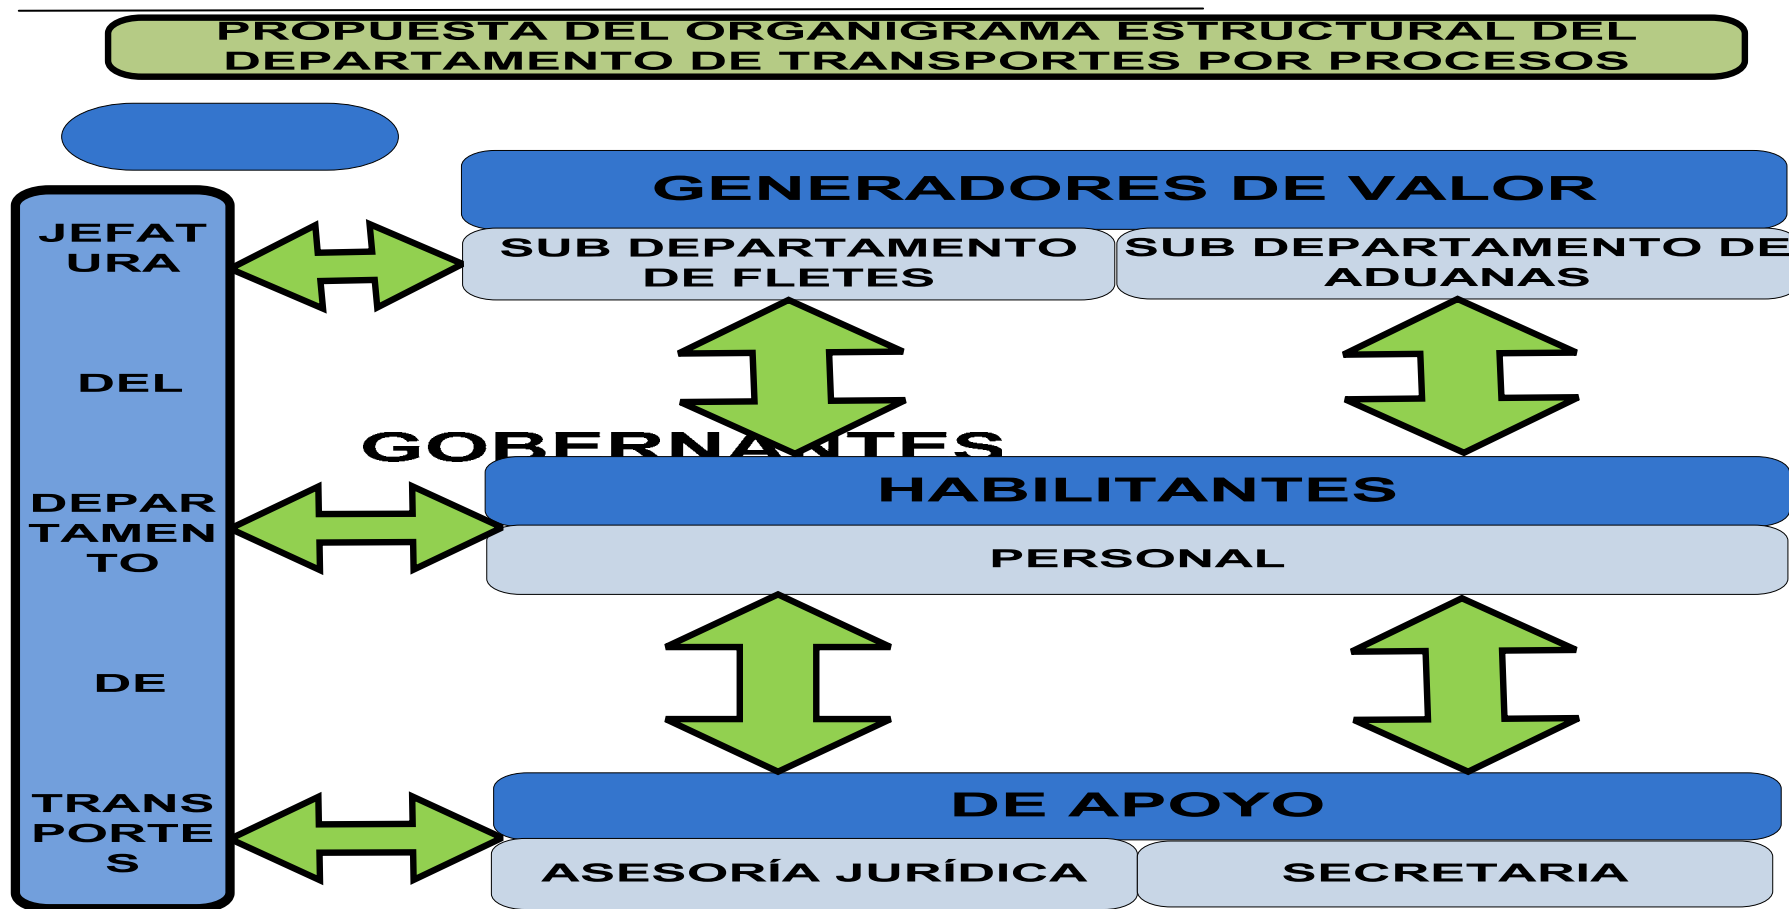 PROPUESTA DEL ORGANIGRAMA ESTRUCTURAL DEL
DEPARTAMENTO DE TRANSPORTES POR PROCESOS
JEFAT
URA
DEL
DEPAR
TAMEN
TO
DE
TRANS
PORTE
S
GENERADORES DE VALOR
SUB DEPARTAMENTO
DE FLETES
SUB DEPARTAMENTO DE
ADUANAS
GOBERNANTES
HABILITANTES
PERSONAL
DE APOYO
ASESORÍA JURÍDICA
SECRETARIA